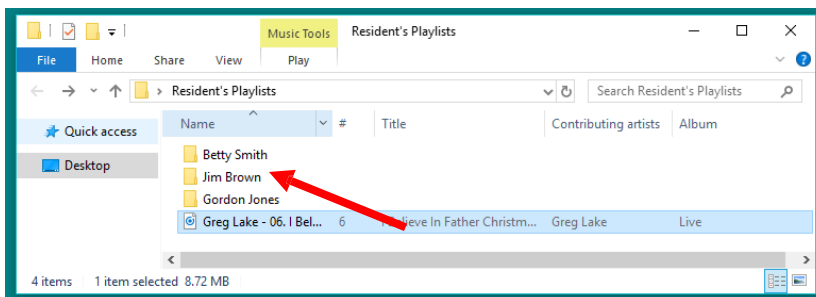 Music Tools Resident's Playlists
File Home Share View Play
Resident's Playlists Search Resident's Playlists
Quick access Name # Title Contributing artists Album
Betty Smith
Desktop
Jim Brown
Gordon Jones
Greg Lake - 06. I Bel... 6 Believe In Father Christm... Greg Lake Live
4 items 1 item selected 8.72 MB